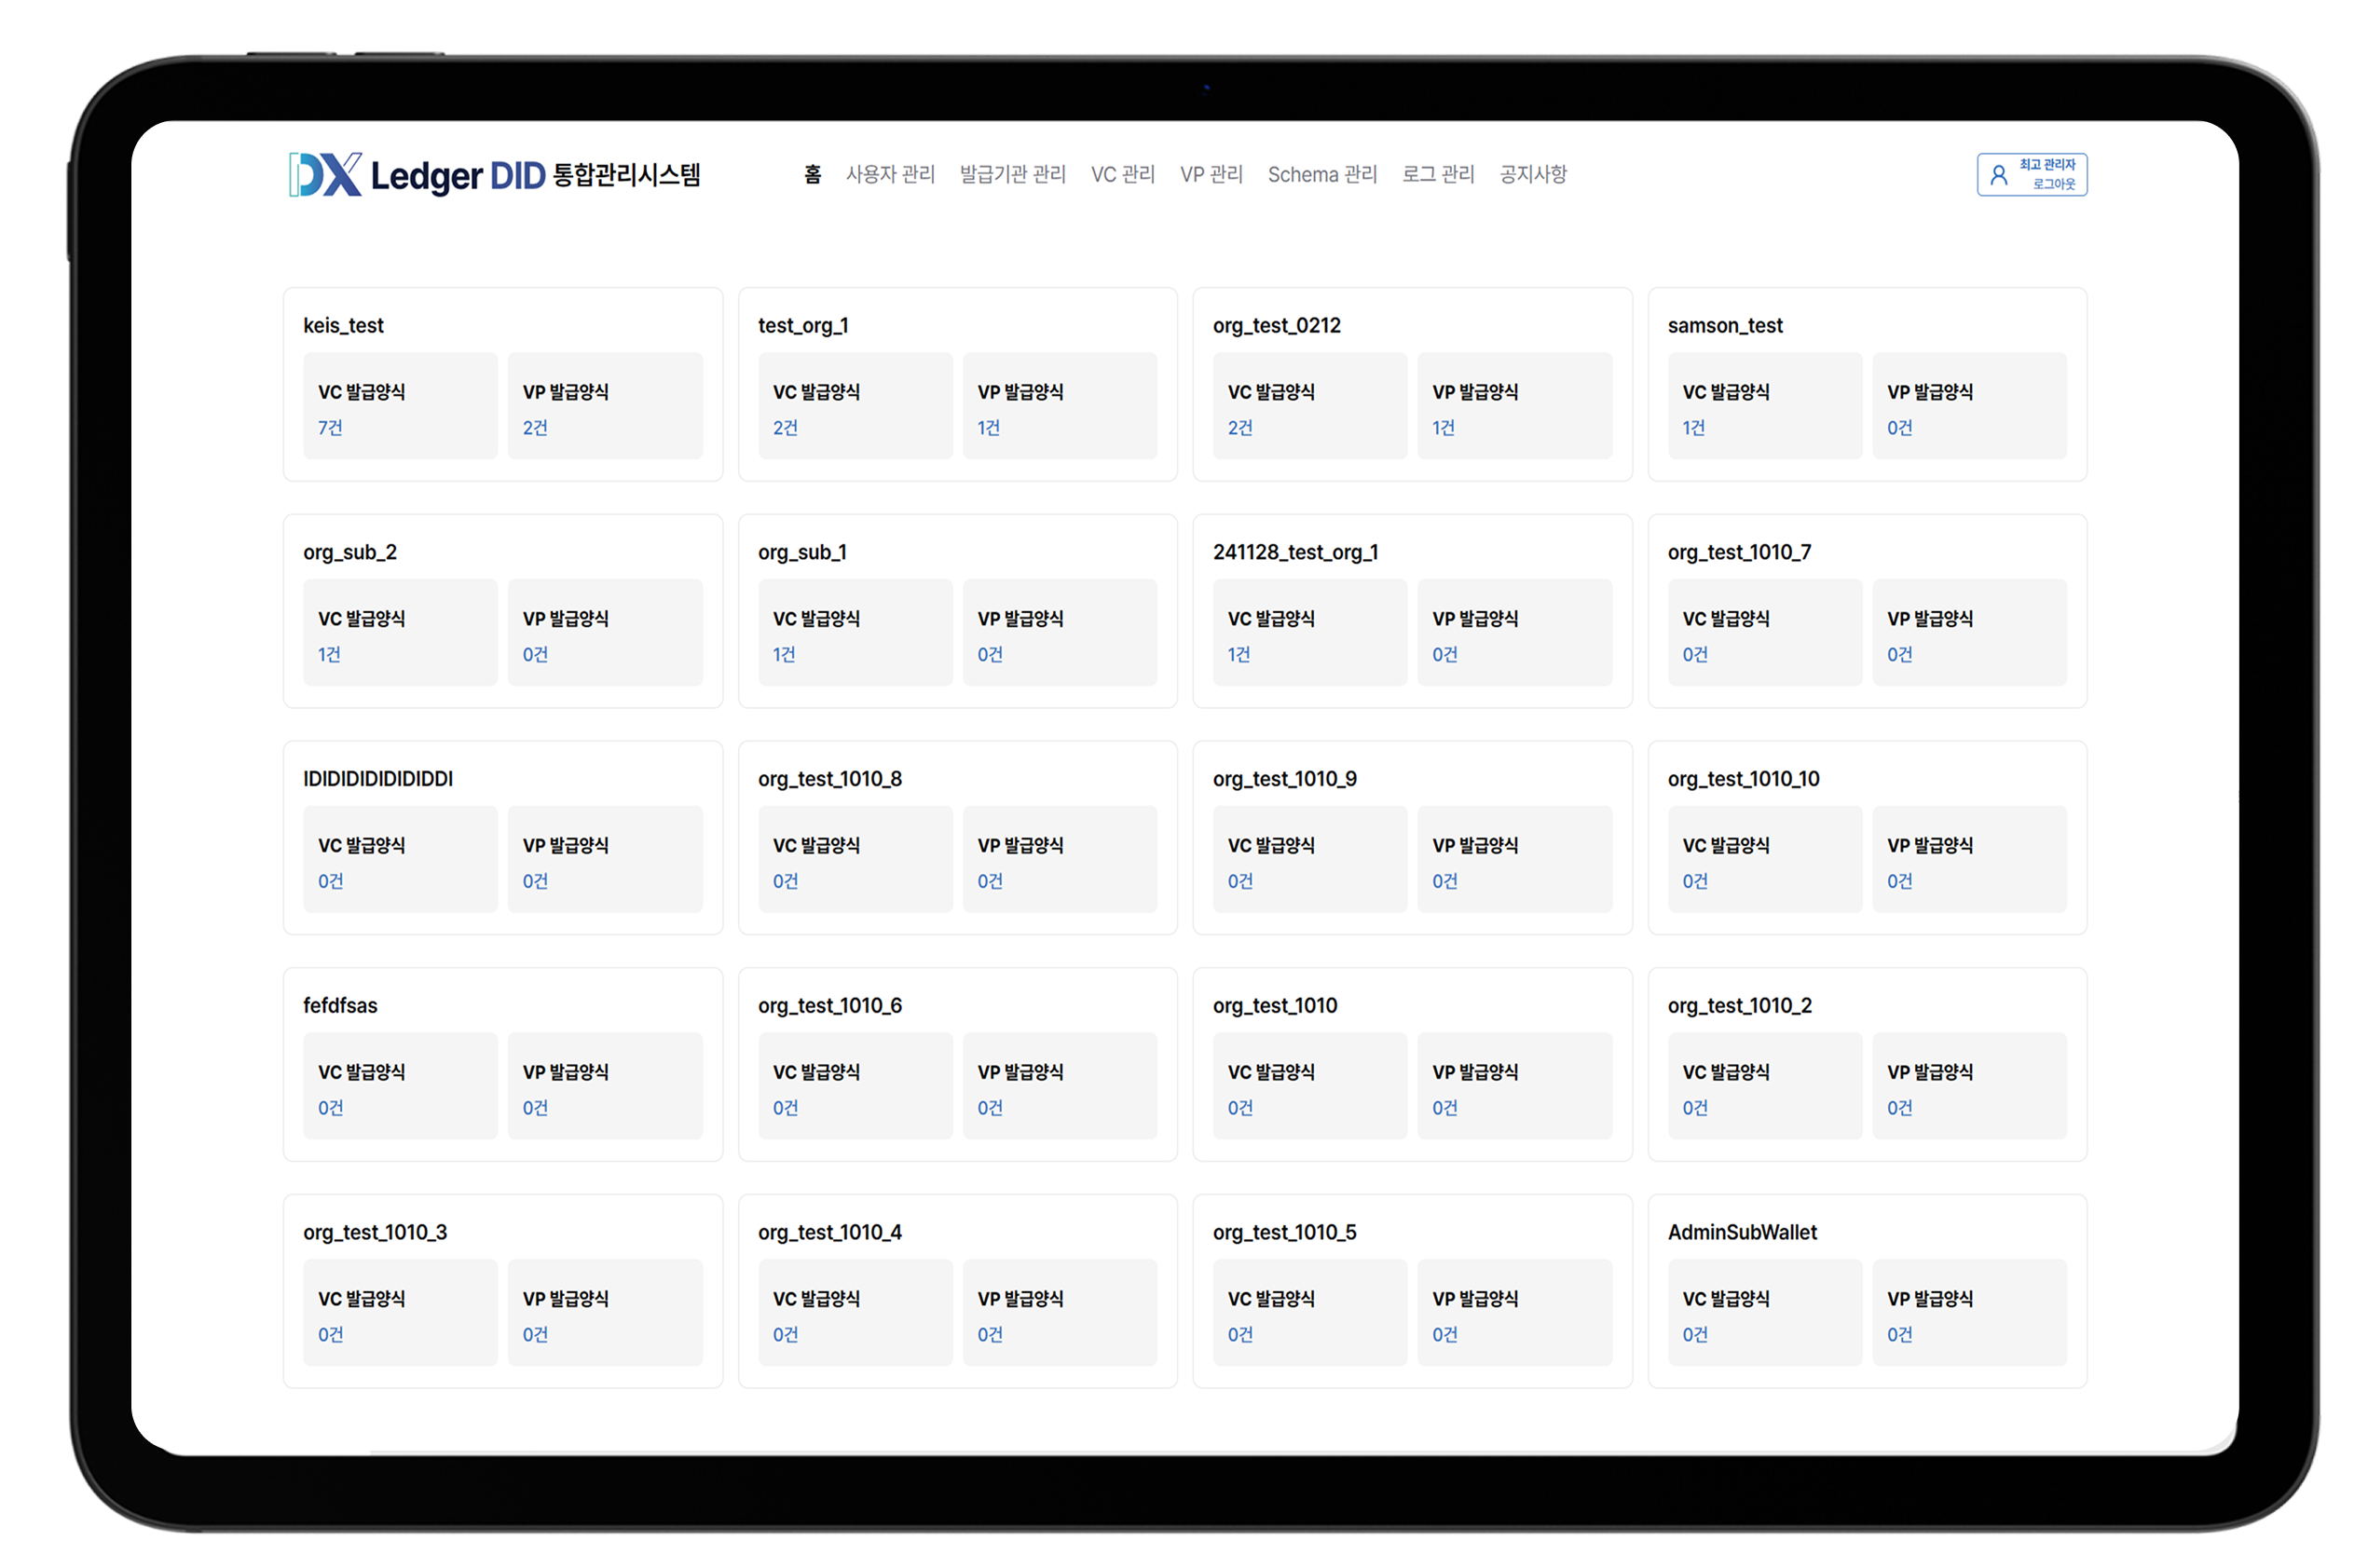 DX Ledger DID 통합관리시스템
홈 사용자 관리 발급기관 관리 VC 관리 VP 관리 Schema 관리 로그 관리 공지사항
최고 관리자
로그아웃
keis_test
VC 발급양식 VP 발급양식
7건 2건
test_org_1
VC 발급양식 VP 발급양식
2건 1건
org_test_0212
VC 발급양식 VP 발급양식
2건 1건
samson_test
VC 발급양식 VP 발급양식
1건 0건
org_sub_2
VC 발급양식 VP 발급양식
1건 0건
org_sub_1
VC 발급양식 VP 발급양식
1건 0건
241128_test_org_1
VC 발급양식 VP 발급양식
1건 0건
org_test_1010_7
VC 발급양식 VP 발급양식
0건 0건
IDIDIDIDIDIDIDDI
VC 발급양식 VP 발급양식
0건 0건
org_test_1010_8
VC 발급양식 VP 발급양식
0건 0건
org_test_1010_9
VC 발급양식 VP 발급양식
0건 0건
org_test_1010_10
VC 발급양식 VP 발급양식
0건 0건
fefdfsas
VC 발급양식 VP 발급양식
0건 0건
org_test_1010_6
VC 발급양식 VP 발급양식
0건 0건
org_test_1010
VC 발급양식 VP 발급양식
0건 0건
org_test_1010_2
VC 발급양식 VP 발급양식
0건 0건
org_test_1010_3
VC 발급양식 VP 발급양식
0건 0건
org_test_1010_4
VC 발급양식 VP 발급양식
0건 0건
org_test_1010_5
VC 발급양식 VP 발급양식
0건 0건
AdminSubWallet
VC 발급양식 VP 발급양식
0건 0건